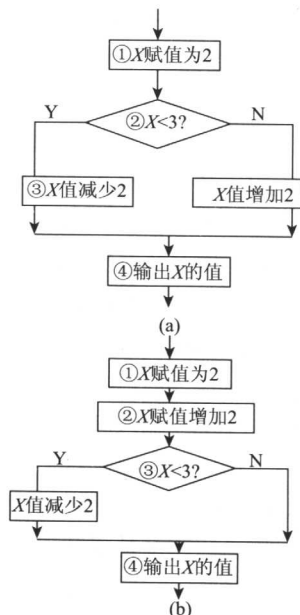 ①X赋值为2
Y
②X<3?
N
③X值减少2
X值增加2
④输出X的值
(a)
①X赋值为2
②X赋值增加2
Y
③X<3?
N
X值减少2
④输出X的值
(b)